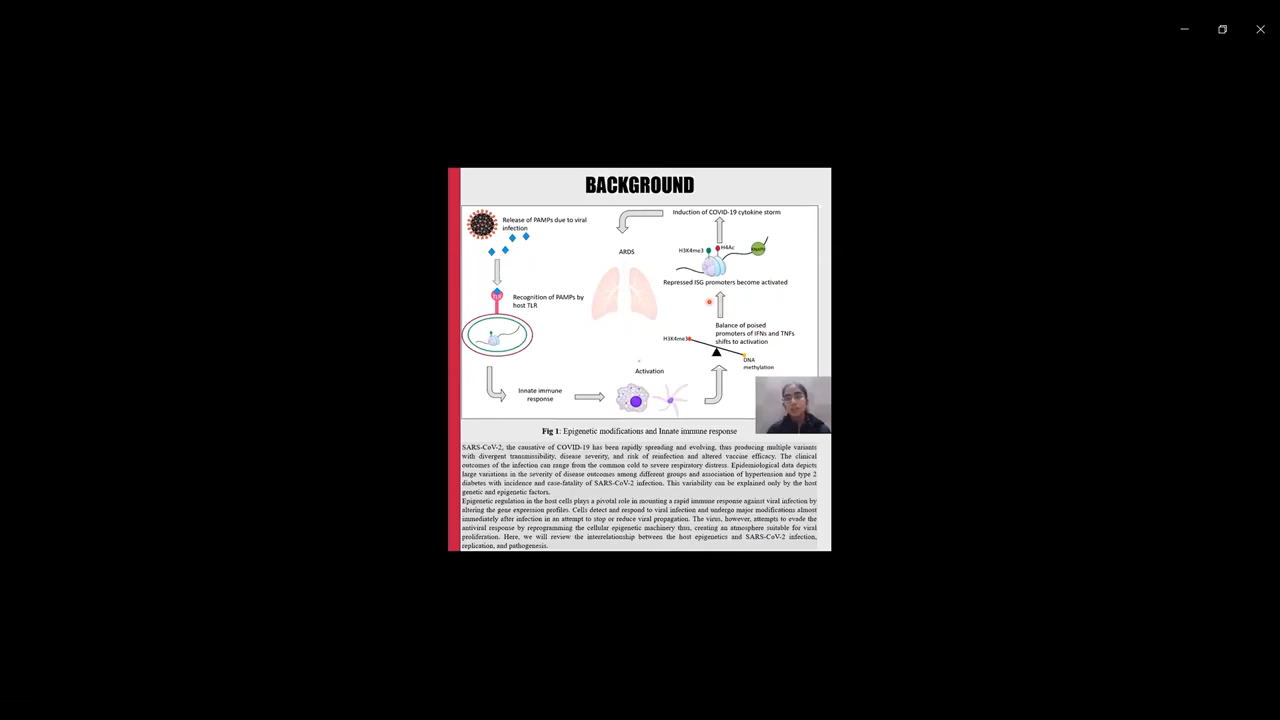 BACKGROUND
Release of PAMPs due to viral
infection
Recognition of PAMPs by
host TLR
Innate immune
response
Activation
H3K4me3
DNA
methylation
Balance of poised
promoters of IFNs and TNFs
shifts to activation
Repressed ISG promoters become activated
H3K4me3
H4Ac
Induction of COVID-19 cytokine storm
ARDS
Fig 1: Epigenetic modifications and Innate immune response
SARS-CoV-2, the causative of COVID-19 has been rapidly spreading and evolving, thus producing multiple variants
with divergent transmissibility, disease severity, and risk of reinfection and altered vaccine efficacy. The clinical
outcomes of the infection can range from the common cold to severe respiratory distress. Epidemiological data depicts
large variations in the severity of disease outcomes among different groups and association of hypertension and type 2
diabetes with incidence and case-fatality of SARS-CoV-2 infection. This variability can be explained only by the host
genetic and epigenetic factors.
Epigenetic regulation in the host cells plays a pivotal role in mounting a rapid immune response against viral infection by
altering the gene expression profiles. Cells detect and respond to viral infection and undergo major modifications almost
immediately after infection in an attempt to stop or reduce viral propagation. The virus, however, attempts to evade the
antiviral response by reprogramming the cellular epigenetic machinery thus, creating an atmosphere suitable for viral
proliferation. Here, we will review the interrelationship between the host epigenetics and SARS-CoV-2 infection,
replication, and pathogenesis.